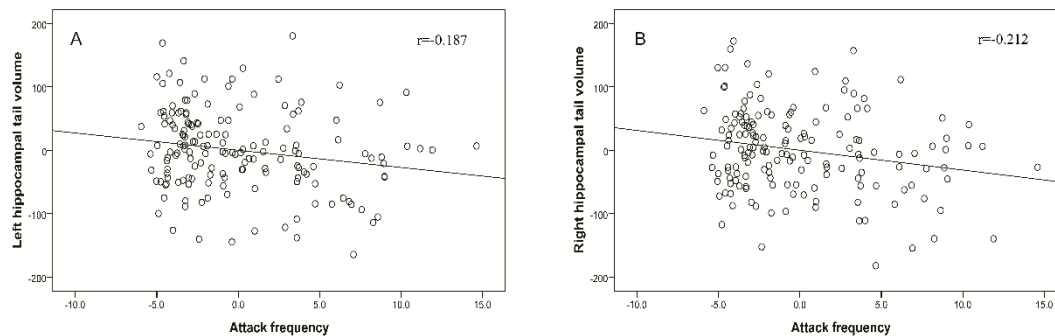 A
r=-0.187
200
100
0
-100
-200
-10.0 -5.0 0.0 5.0 10.0 15.0
Left hippocampal tail volume
Attack frequency
B
r=-0.212
200
100
0
-100
-200
-10.0 -5.0 0.0 5.0 10.0 15.0
Right hippocampal tail volume
Attack frequency